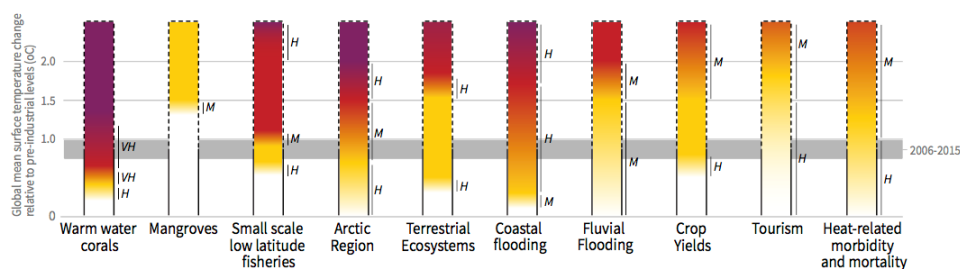 Global mean surface temperature change
relative to pre-industrial levels (oC)
2.0
1.5
1.0
0
2006-2015
VH
VH
H
M
H
M
H
H
M
H
H
H
H
H
M
M
M
M
H
M
H
M
H
Warm water
corals
Mangroves
Small scale
low latitude
fisheries
Arctic
Region
Terrestrial
Ecosystems
Coastal
flooding
Fluvial
Flooding
Crop
Yields
Tourism
Heat-related
morbidity
and mortality